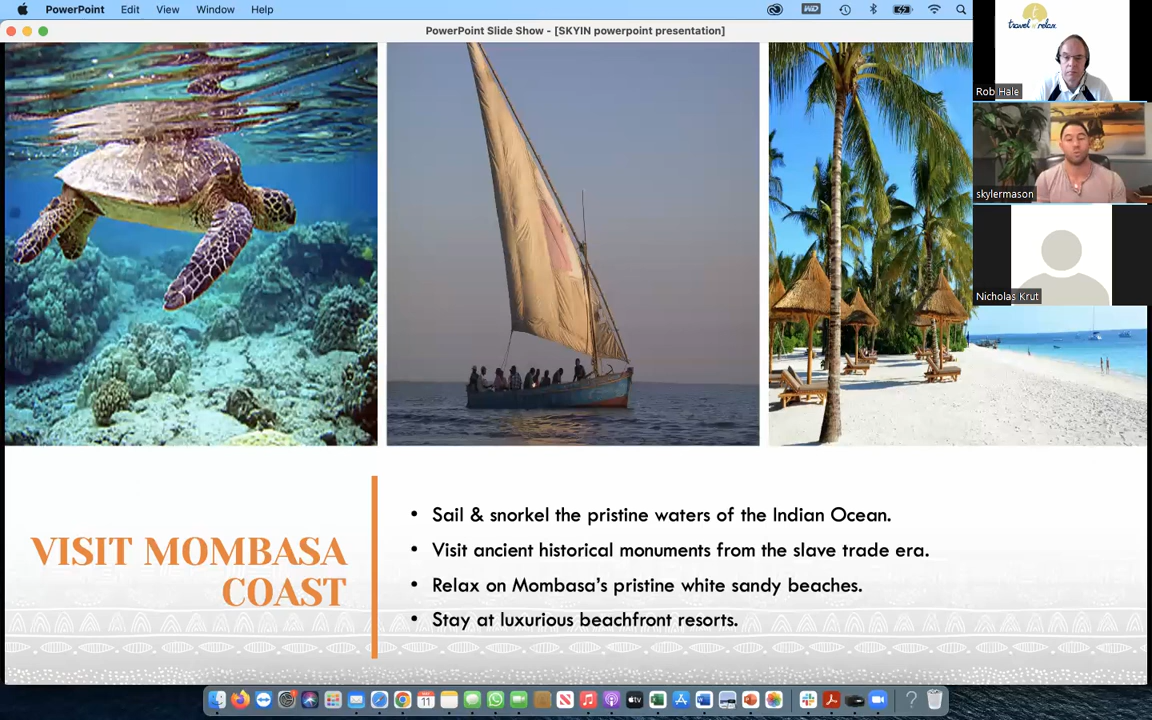 PowerPoint Edit View Window Help
PowerPoint Slide Show - [SKYIN powerpoint presentation]
travel relax
Rob Hale
skylermason
Nicholas Krut
VISIT MOMBASA
COAST
• Sail & snorkel the pristine waters of the Indian Ocean.
• Visit ancient historical monuments from the slave trade era.
• Relax on Mombasa’s pristine white sandy beaches.
• Stay at luxurious beachfront resorts.